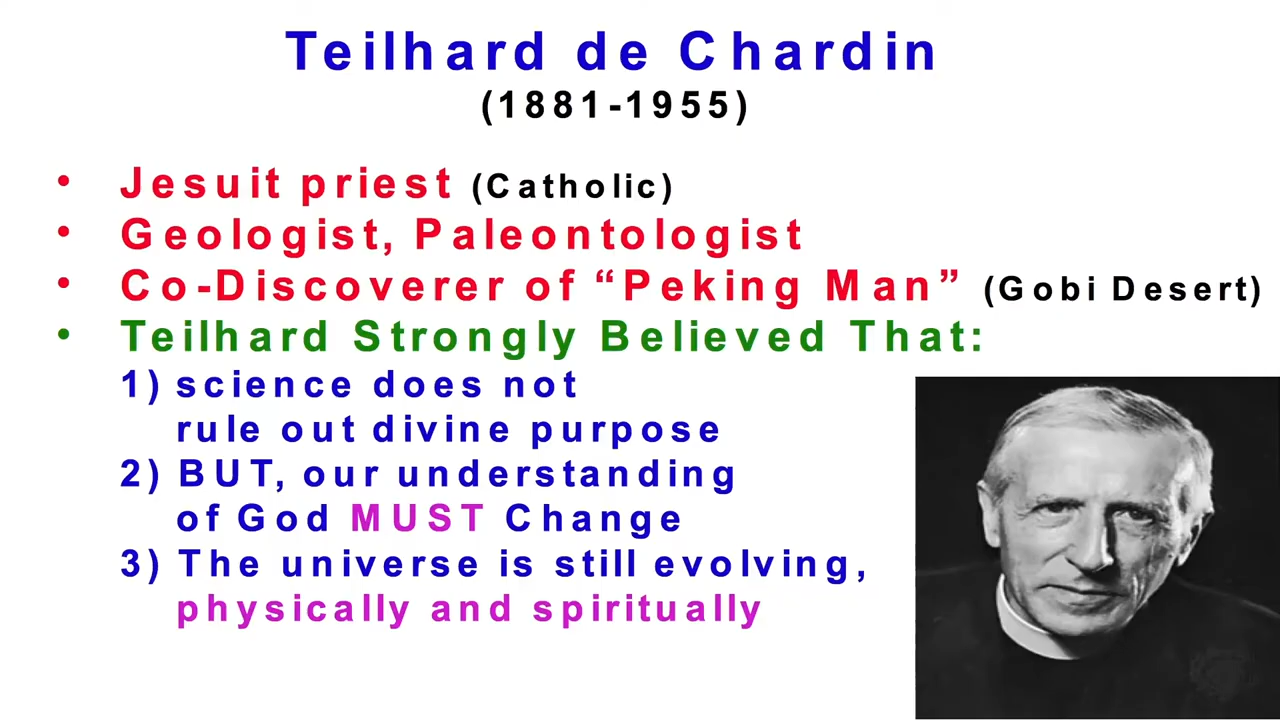 Teilhard de Chardin
(1881-1955)
• Jesuit priest (Catholic)
• Geologist, Paleontologist
• Co-Discoverer of “Peking Man” (Gobi Desert)
• Teilhard Strongly Believed That:
1) science does not
rule out divine purpose
2) BUT, our understanding
of God MUST Change
3) The universe is still evolving,
physically and spiritually